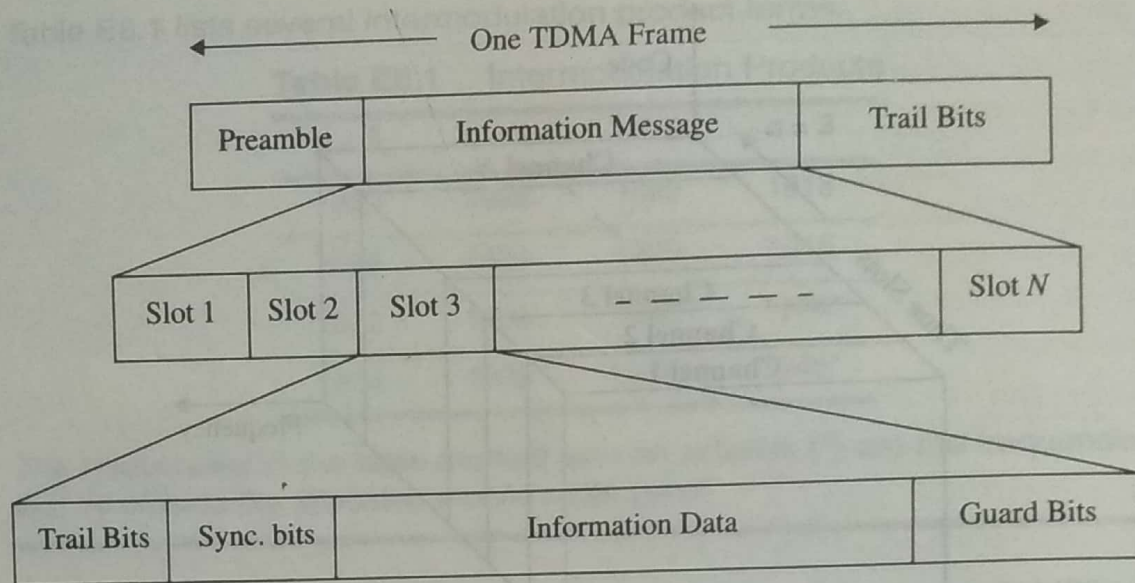 One TDMA Frame
Preamble Information Message Trail Bits
Slot 1 Slot 2 Slot 3 – — — – – Slot N
Trail Bits Sync. bits Information Data Guard Bits